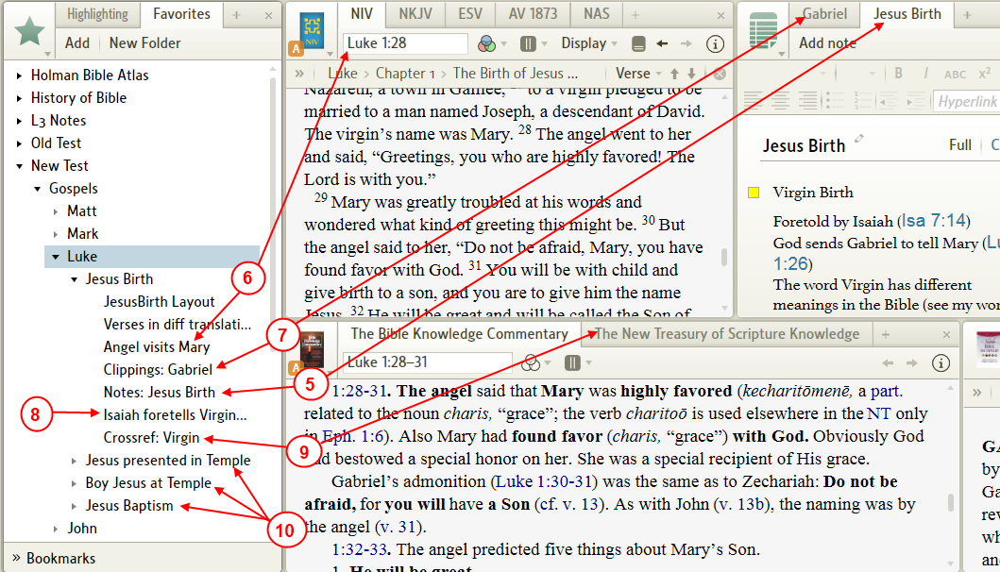 Highlighting Favorites
Add New Folder
Holman Bible Atlas
History of Bible
L3 Notes
Old Test
New Test
Gospels
Matt
Mark
Luke
Jesus Birth
JesusBirth Layout
Verses in diff translati...
Angel visits Mary
Clippings: Gabriel
Notes: Jesus Birth
Isaiah foretells Virgin...
Crossref: Virgin
Jesus presented in Temple
Boy Jesus at Temple
Jesus Baptism
John
» Bookmarks
6
7
5
8
9
10
NIV
A
NIV NKJV ESV AV 1873 NAS
Luke 1:28 Display
» Luke › Chapter 1 › The Birth of Jesus ... Verse
Nazareth, a town in Galilee, to a virgin pledged to be
married to a man named Joseph, a descendant of David.
The virgin’s name was Mary. 28 The angel went to her
and said, “Greetings, you who are highly favored! The
Lord is with you.”
29 Mary was greatly troubled at his words and
wondered what kind of greeting this might be. 30 But
the angel said to her, “Do not be afraid, Mary, you have
found favor with God. 31 You will be with child and
give birth to a son, and you are to give him the name
Jesus. 32 He will be great and will be called the Son of
Gabriel Jesus Birth
Add note
B I ABC X²
Hyperlink
Jesus Birth Full C
Virgin Birth
Foretold by Isaiah (Isa 7:14)
God sends Gabriel to tell Mary (Lu
1:26)
The word Virgin has different
meanings in the Bible (see my wor
A
The Bible Knowledge Commentary The New Treasury of Scripture Knowledge
Luke 1:28–31
1:28-31. The angel said that Mary was highly favored (kecharitōmenē, a part.
related to the noun charis, “grace”; the verb charitoō is used elsewhere in the NT only
in Eph. 1:6). Also Mary had found favor (charis, “grace”) with God. Obviously God
had bestowed a special honor on her. She was a special recipient of His grace.
Gabriel’s admonition (Luke 1:30-31) was the same as to Zechariah: Do not be
afraid, for you will have a Son (cf. v. 13). As with John (v. 13b), the naming was by
the angel (v. 31).
1:32-33. The angel predicted five things about Mary’s Son.
1. He will be great.
»
GA
by
Ga
rev
wh
an